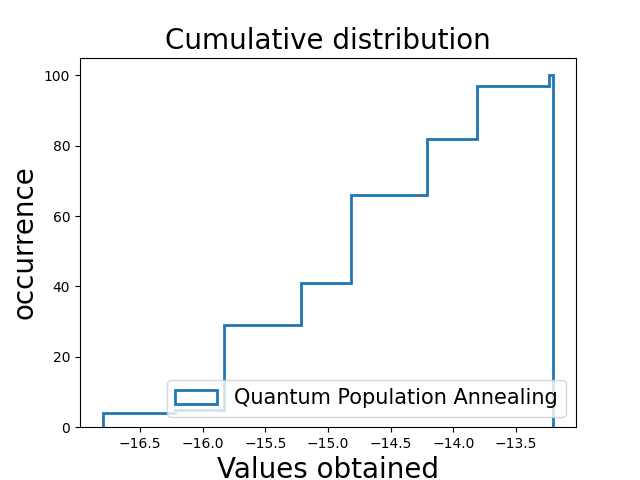 Cumulative distribution
100
80
60
40
20
0
occurrence
Quantum Population Annealing
−16.5 −16.0 −15.5 −15.0 −14.5 −14.0 −13.5
Values obtained